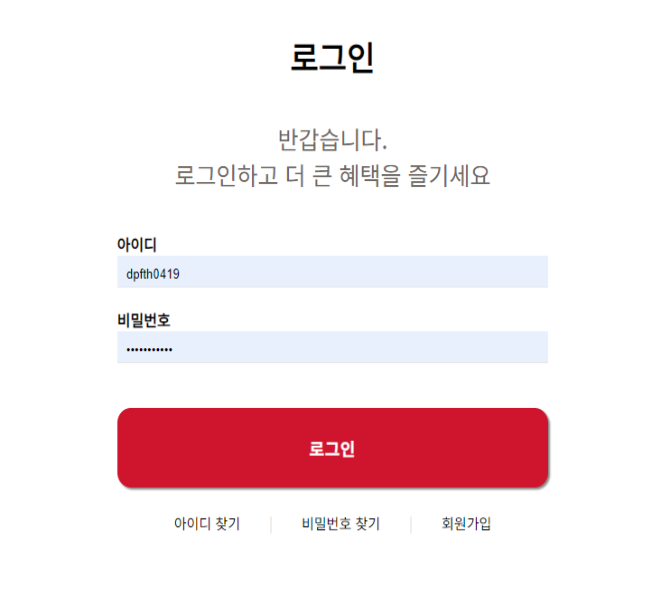 로그인
반갑습니다.
로그인하고 더 큰 혜택을 즐기세요
아이디
dpfth0419
비밀번호
•••••••••••
로그인
아이디 찾기 | 비밀번호 찾기 | 회원가입